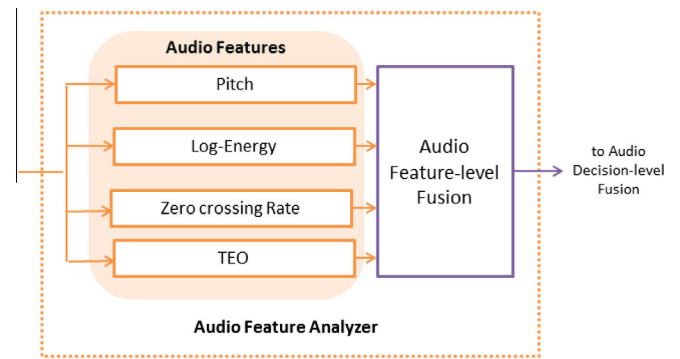 Audio Features
Pitch
Log-Energy
Zero crossing Rate
TEO
Audio
Feature-level
Fusion
to Audio
Decision-level
Fusion
Audio Feature Analyzer